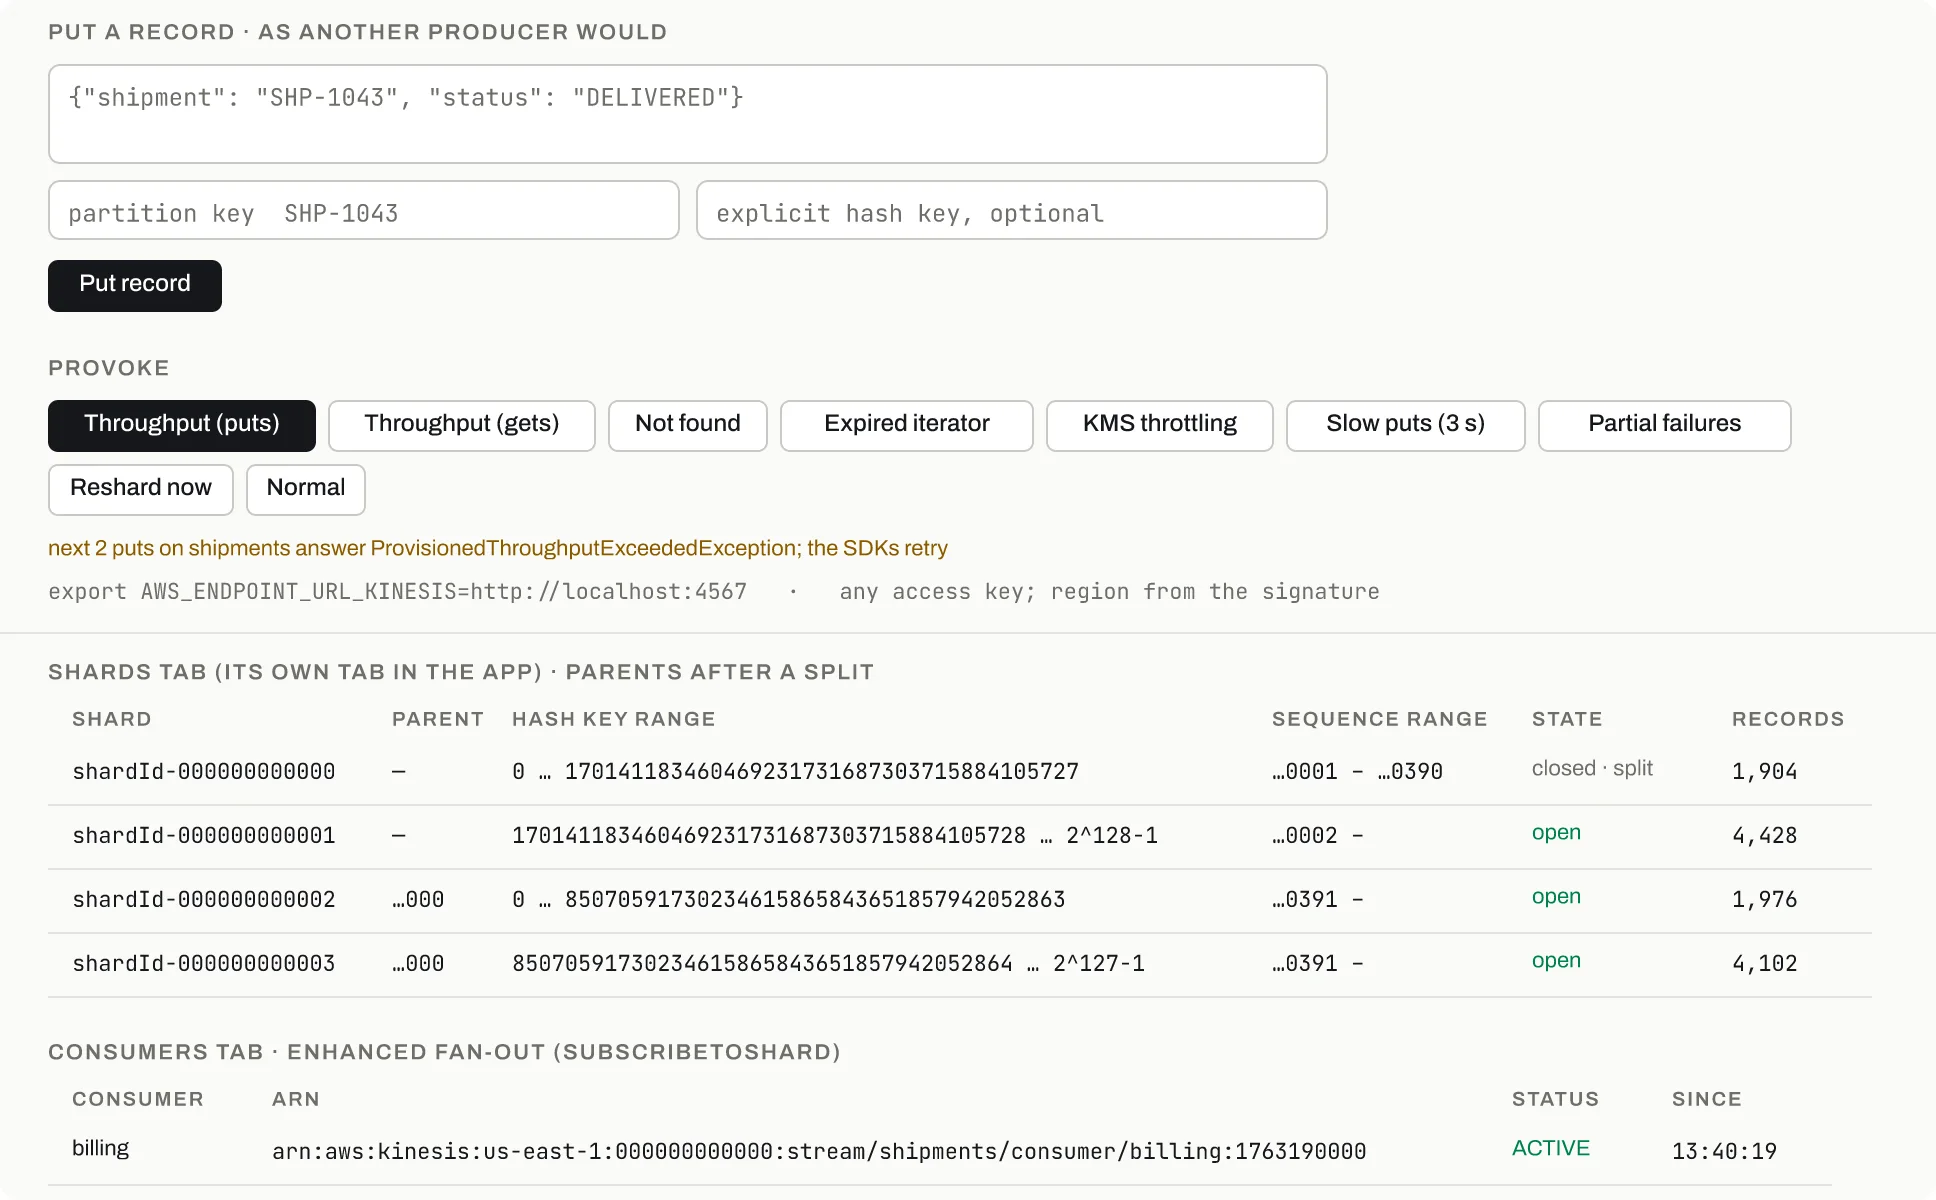 PUT A RECORD · AS ANOTHER PRODUCER WOULD
{"shipment": "SHP-1043", "status": "DELIVERED"}
partition key  SHP-1043    explicit hash key, optional
Put record
PROVOKE
Throughput (puts)    Throughput (gets)    Not found    Expired iterator    KMS throttling    Slow puts (3 s)    Partial failures
Reshard now    Normal
next 2 puts on shipments answer ProvisionedThroughputExceededException; the SDKs retry
export AWS_ENDPOINT_URL_KINESIS=http://localhost:4567   ·   any access key; region from the signature
SHARDS TAB (ITS OWN TAB IN THE APP) · PARENTS AFTER A SPLIT
SHARD    PARENT    HASH KEY RANGE    SEQUENCE RANGE    STATE    RECORDS
shardId-000000000000    –    0 … 170141183460469231731687303715884105727    …0001 – …0390    closed · split    1,904
shardId-000000000001    –    170141183460469231731687303715884105728 … 2^128-1    …0002 –    open    4,428
shardId-000000000002    …000    0 … 85070591730234615865843651857942052863    …0391 –    open    1,976
shardId-000000000003    …000    85070591730234615865843651857942052864 … 2^127-1    …0391 –    open    4,102
CONSUMERS TAB · ENHANCED FAN-OUT (SUBSCRIBETOSHARD)
CONSUMER    ARN    STATUS    SINCE
billing    arn:aws:kinesis:us-east-1:000000000000:stream/shipments/consumer/billing:1763190000    ACTIVE    13:40:19